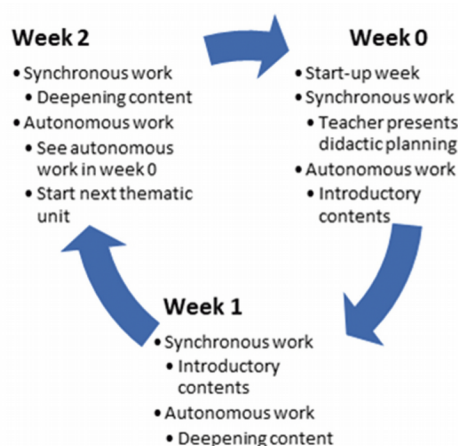 Week 2
• Synchronous work
• Deepening content
• Autonomous work
• See autonomous
work in week 0
• Start next thematic
unit
Week 0
• Start-up week
• Synchronous work
• Teacher presents
didactic planning
• Autonomous work
• Introductory
contents
Week 1
• Synchronous work
• Introductory
contents
• Autonomous work
• Deepening content